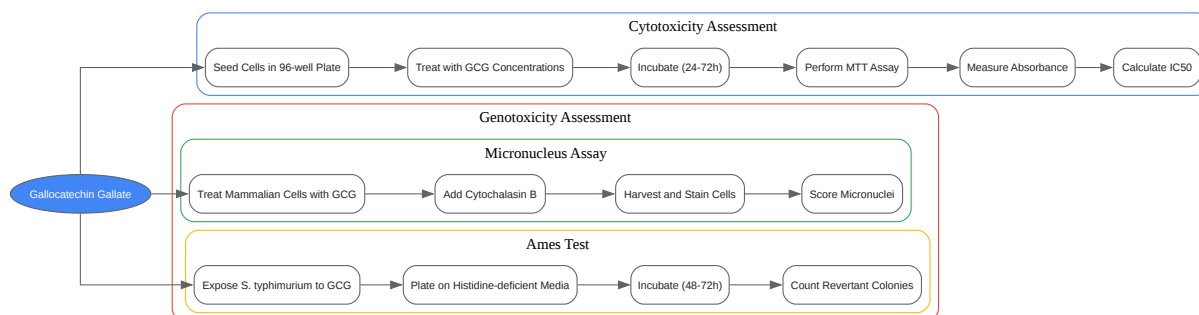 Cytotoxicity Assessment
Seed Cells in 96-well Plate
Treat with GCG Concentrations
Incubate (24-72h)
Perform MTT Assay
Measure Absorbance
Calculate IC50
Genotoxicity Assessment
Micronucleus Assay
Gallocatechin Gallate
Treat Mammalian Cells with GCG
Add Cytochalasin B
Harvest and Stain Cells
Score Micronuclei
Ames Test
Expose S. typhimurium to GCG
Plate on Histidine-deficient Media
Incubate (48-72h)
Count Revertant Colonies